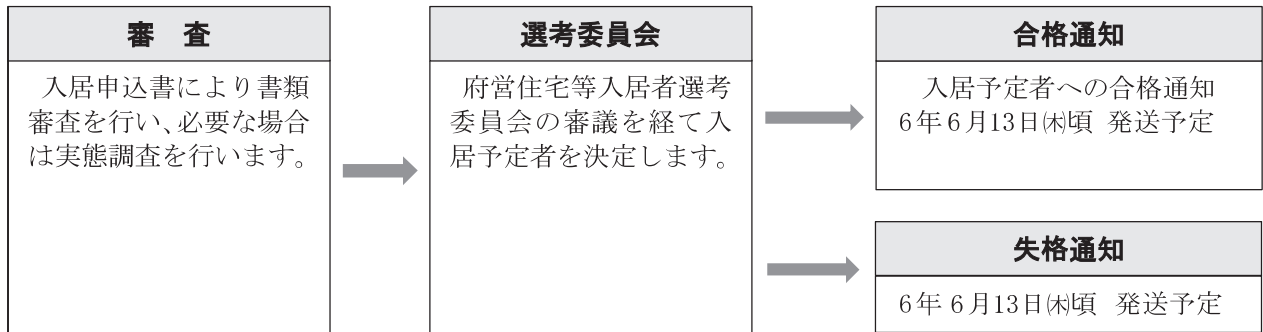 審　査
入居申込書により書類
審査を行い、必要な場合
は実態調査を行います。
選考委員会
府営住宅等入居者選考
委員会の審議を経て入
居予定者を決定します。
合格通知
入居予定者への合格通知
6年6月13日㈭頃 発送予定
失格通知
6年6月13日㈭頃 発送予定